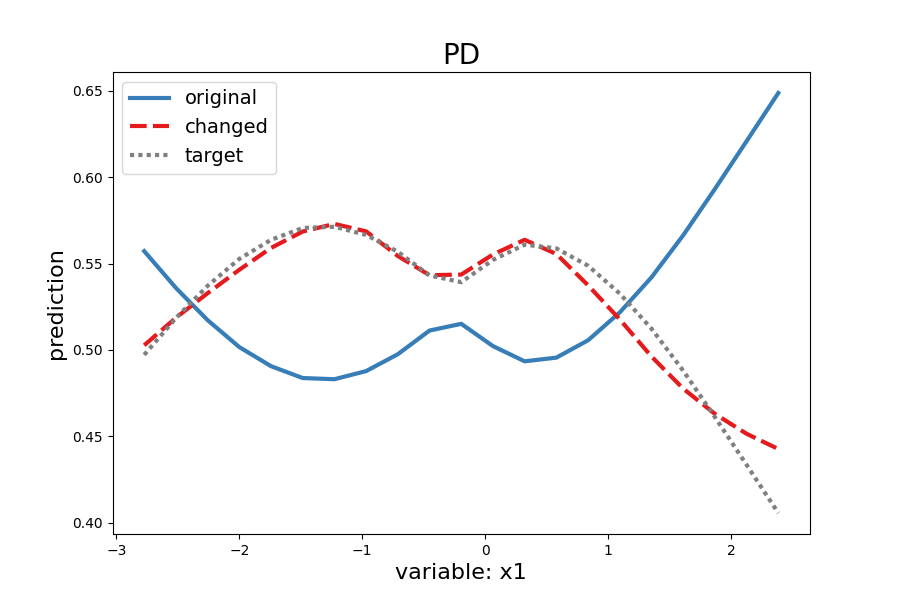 PD
original
changed
target
0.65
0.60
0.55
0.50
0.45
0.40
prediction
−3
−2
−1
0
1
2
variable: x1